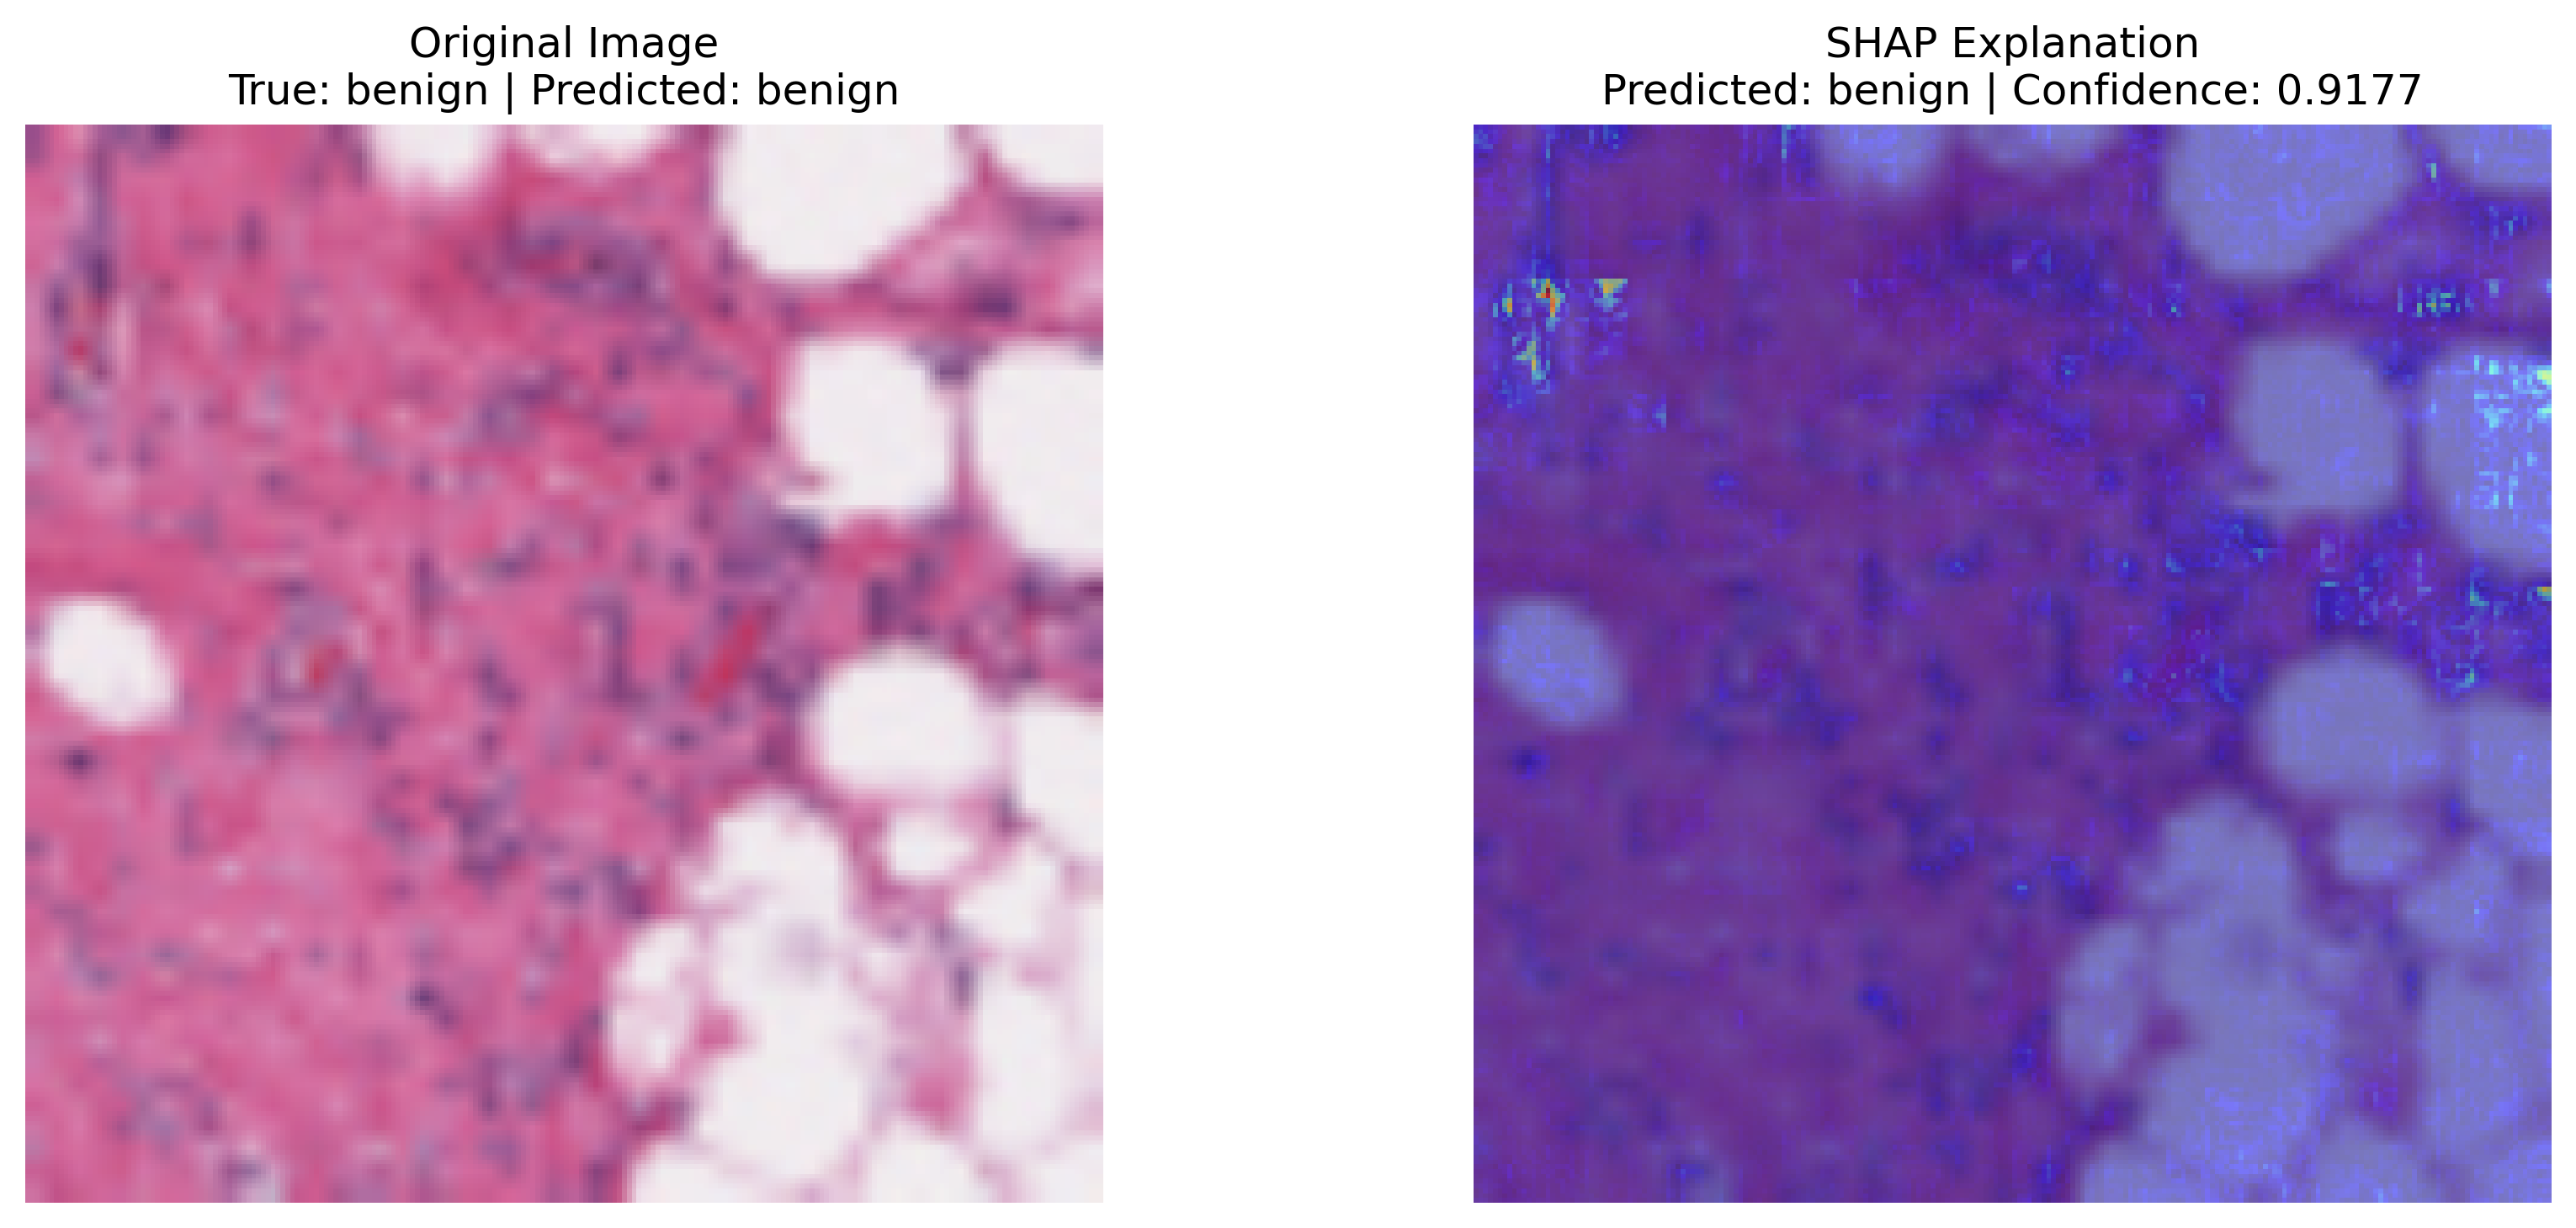 Original Image
True: benign | Predicted: benign
SHAP Explanation
Predicted: benign | Confidence: 0.9177